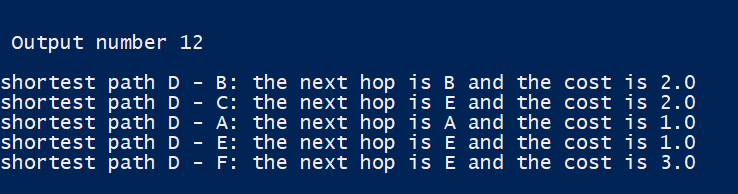 Output number 12
shortest path D - B: the next hop is B and the cost is 2.0
shortest path D - C: the next hop is E and the cost is 2.0
shortest path D - A: the next hop is A and the cost is 1.0
shortest path D - E: the next hop is E and the cost is 1.0
shortest path D - F: the next hop is E and the cost is 3.0